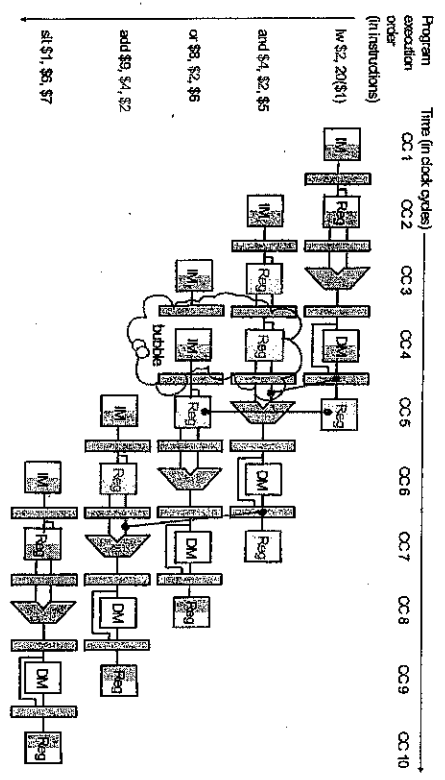 Program
execution
order
(in instructions)
Time (in clock cycles)
CC 1
CC 2
CC 3
CC 4
CC 5
CC 6
CC 7
CC 8
CC 9
CC 10
lw $2, 20($1)
IM
Reg
DM
Reg
and $4, $2, $5
IM
Reg
Reg
DM
Reg
or $8, $2, $6
IM
IM
Reg
DM
Reg
bubble
add $9, $4, $2
IM
Reg
DM
Reg
slt $1, $6, $7
IM
Reg
DM
Reg